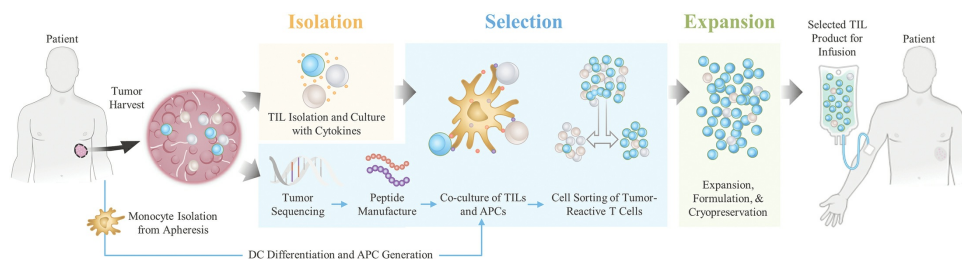 Isolation
Selection
Expansion
Patient
Tumor
Harvest
TIL Isolation and Culture
with Cytokines
Tumor
Sequencing
Peptide
Manufacture
Co-culture of TILs
and APCs
Cell Sorting of Tumor-
Reactive T Cells
Expansion,
Formulation, &
Cryopreservation
Selected TIL
Product for
Infusion
Patient
Monocyte Isolation
from Apheresis
DC Differentiation and APC Generation